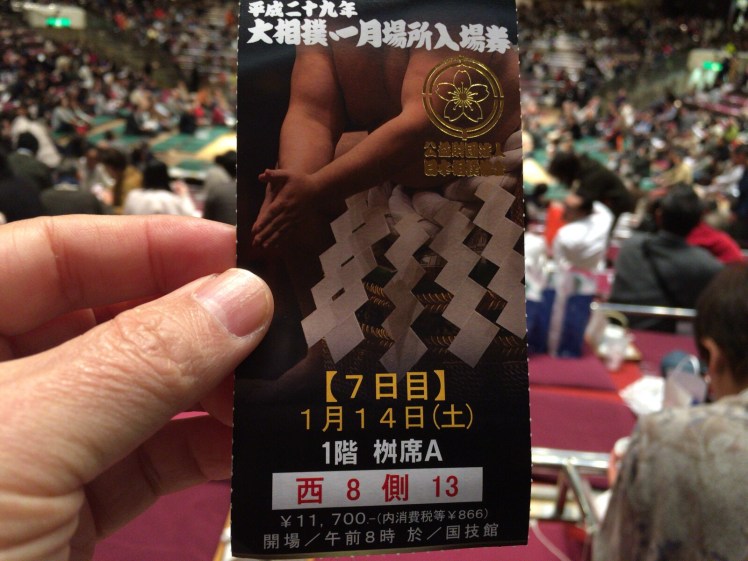 平成二十九年
大相撲一月場所入場券
公益財団法人
日本相撲協会
【7日目】
1月14日(土)
1階 桝席A
西 8 側 13
¥11,700-(内消費税等¥866)
開場/午前8時 於/国技館